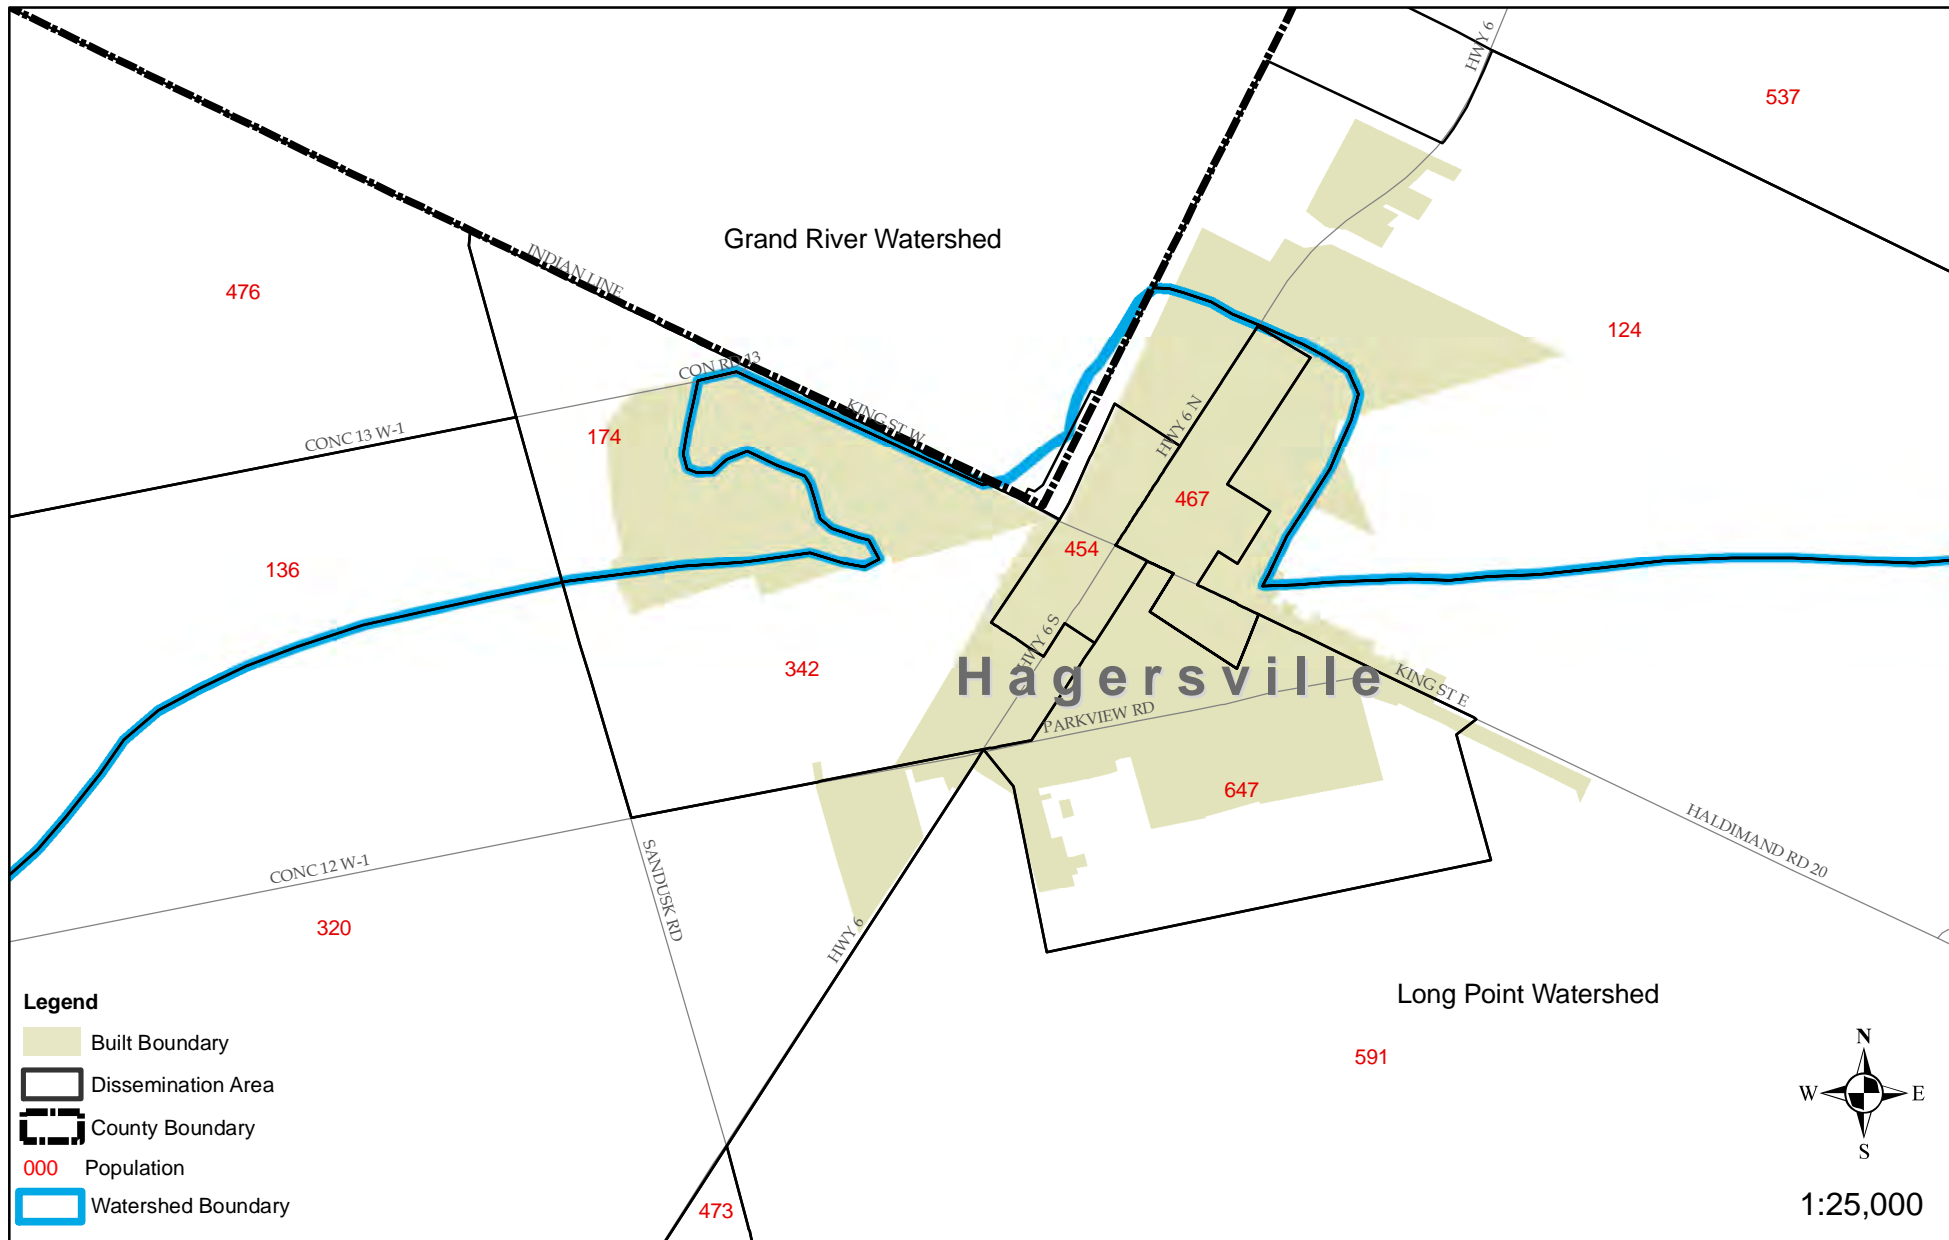 HWY 6
537
Grand River Watershed
INDIAN LINE
476
124
CON RD 13
KING ST W
HWY 6 N
174
CONC 13 W-1
467
454
136
HWY 6 S
342
Hagersville
KING ST E
PARKVIEW RD
647
HALDIMAND RD 20
CONC 12 W-1
SANDUSK RD
320
HWY 6
Long Point Watershed
591
473
Legend
Built Boundary
Dissemination Area
County Boundary
000 Population
Watershed Boundary
N
W E
S
1:25,000